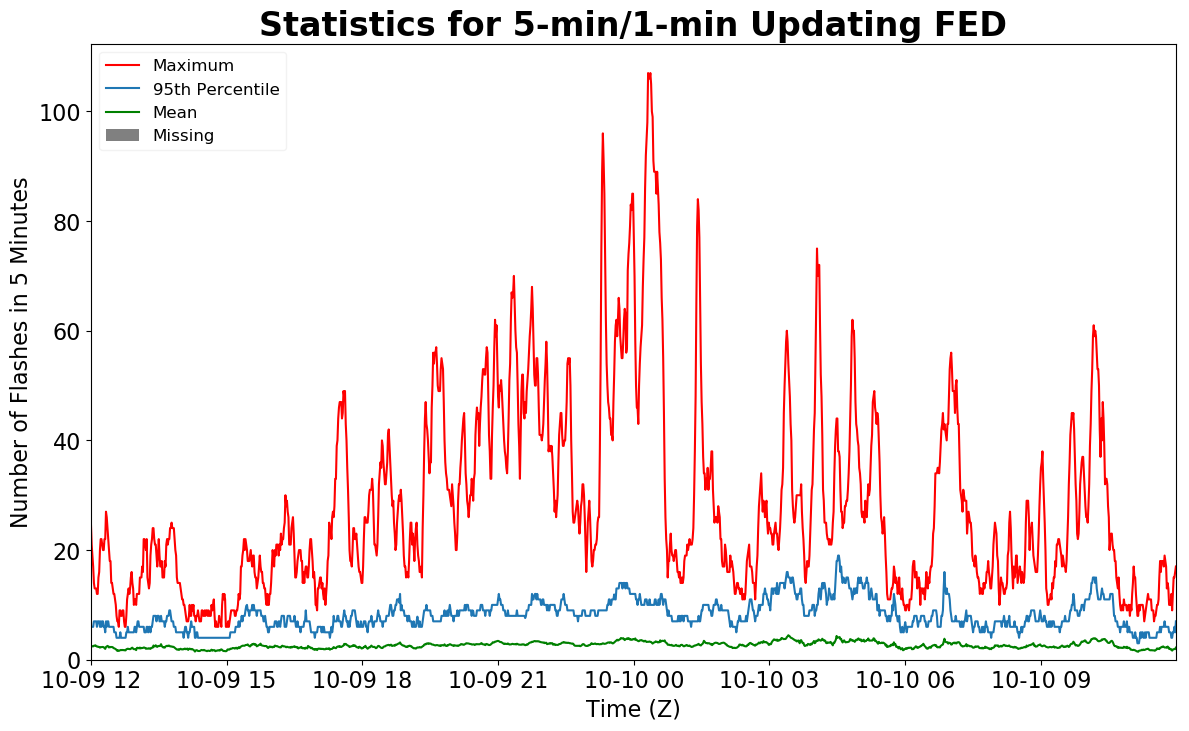 Statistics for 5-min/1-min Updating FED
Maximum
95th Percentile
Mean
Missing
Number of Flashes in 5 Minutes
100
80
60
40
20
0
10-09 12
10-09 15
10-09 18
10-09 21
10-10 00
10-10 03
10-10 06
10-10 09
Time (Z)